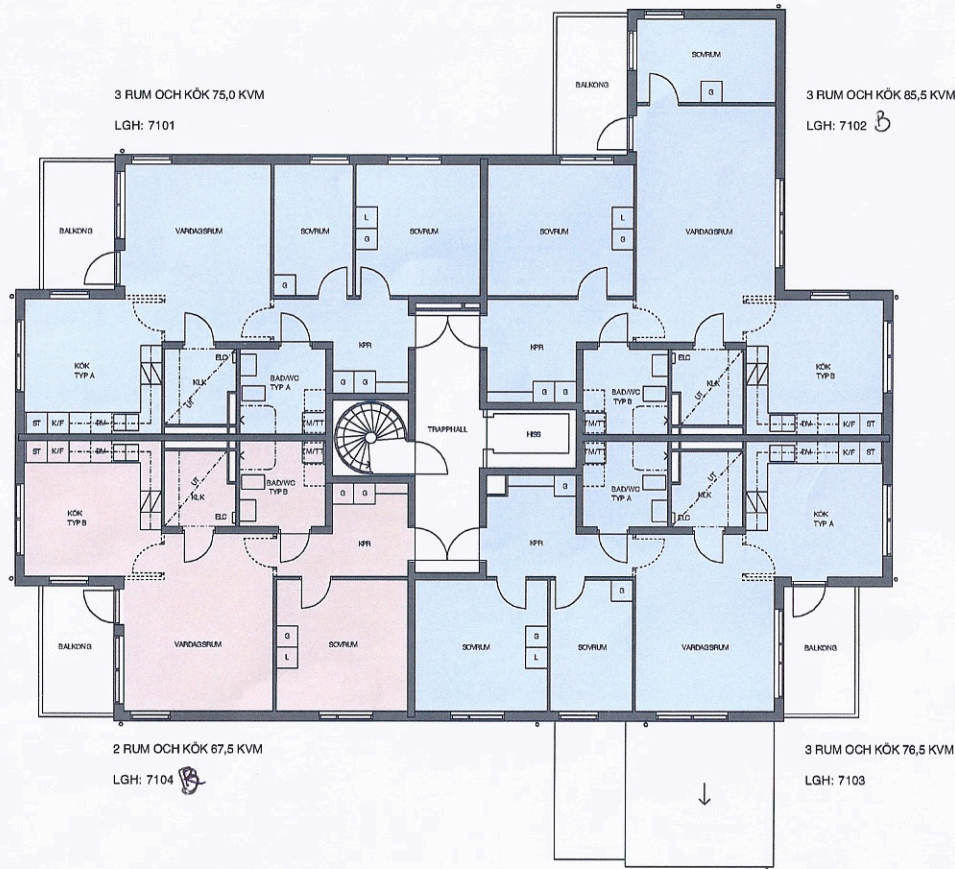 3 RUM OCH KÖK 75,0 KVM
LGH: 7101
3 RUM OCH KÖK 85,5 KVM
LGH: 7102 B
BALKONG
SOVRUM
G
BALKONG
VARDAGSRUM
SOVRUM
G
SOVRUM
L
G
SOVRUM
L
G
VARDAGSRUM
KÖK
TYP A
ELC
KLK
UT
BAD/WC
TYP A
KPR
G G
KPR
G G
BAD/WC
TYP B
ELC
KLK
UT
KÖK
TYP B
ST K/F DM
M/TT
TRAPPHALL
HISS
M/TT
DM K/F ST
ST K/F DM
M/TT
M/TT
DM K/F ST
KÖK
TYP B
UT
KLK
ELC
BAD/WC
TYP B
G G
KPR
G
KPR
BAD/WC
TYP A
UT
KLK
ELC
KÖK
TYP A
BALKONG
VARDAGSRUM
G
L
SOVRUM
SOVRUM
G
L
SOVRUM
G
VARDAGSRUM
BALKONG
2 RUM OCH KÖK 67,5 KVM
LGH: 7104
3 RUM OCH KÖK 76,5 KVM
LGH: 7103